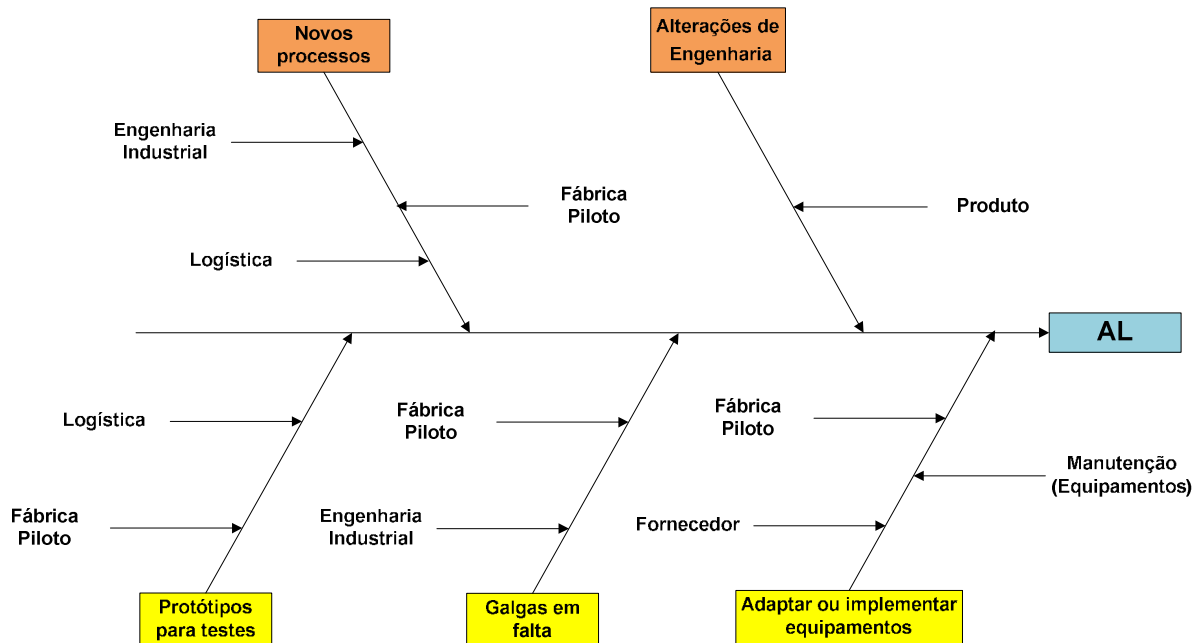 Novos
processos
Alterações de
Engenharia
Engenharia
Industrial
Fábrica
Piloto
Produto
Logística
AL
Logística
Fábrica
Piloto
Fábrica
Piloto
Manutenção
(Equipamentos)
Fábrica
Piloto
Engenharia
Industrial
Fornecedor
Protótipos
para testes
Galgas em
falta
Adaptar ou implementar
equipamentos